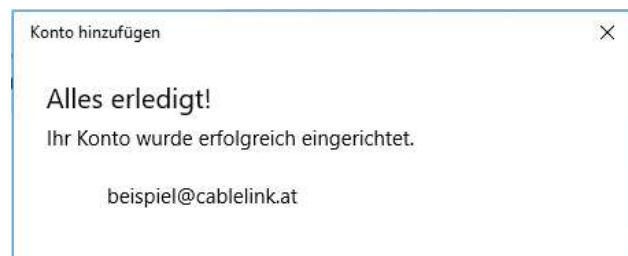 Konto hinzufügen
Alles erledigt!
Ihr Konto wurde erfolgreich eingerichtet.
beispiel@cablelink.at